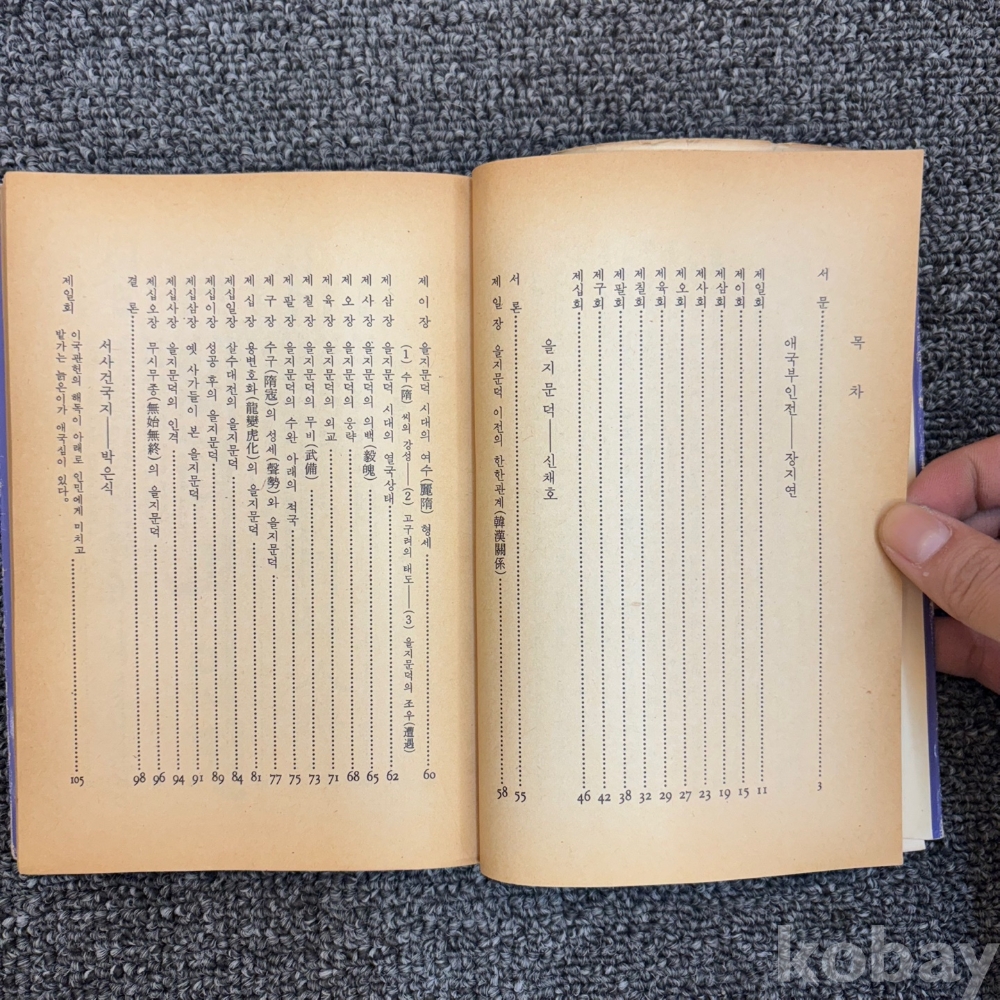 목 차
서 문 3
애국부인전──장지연
제일회 11
제이회 15
제삼회 19
제사회 23
제오회 27
제육회 29
제칠회 32
제팔회 38
제구회 42
제십회 46
을지문덕──신채호
서 론 55
제 일 장 을지문덕 이전의 한한관계(韓漢關係) 58
제 이 장 을지문덕 시대의 여수(麗隋) 형세 60
(1) 수(隋) 씨의 강성──(2) 고구려의 태도──(3) 을지문덕의 조우(遭遇)
제 삼 장 을지문덕 시대의 열국상태 62
제 사 장 을지문덕의 의백(毅魄) 65
제 오 장 을지문덕의 웅략 68
제 육 장 을지문덕의 외교 71
제 칠 장 을지문덕의 무비(武備) 73
제 팔 장 을지문덕의 수완 아래의 적국 75
제 구 장 수구(隋寇)의 성세(聲勢)와 을지문덕 77
제 십 장 용변호화(龍變虎化)의 을지문덕 81
제십일장 살수대전의 을지문덕 84
제십이장 성공 후의 을지문덕 89
제십삼장 옛 사가들이 본 을지문덕 91
제십사장 을지문덕의 인격 94
제십오장 무시무종(無始無終)의 을지문덕 96
결 론 98
서사건국지──박은식
제일회 이국관헌의 해독이 아래로 인민에게 미치고 105
밭가는 늙은이가 애국심이 있다.
kobay